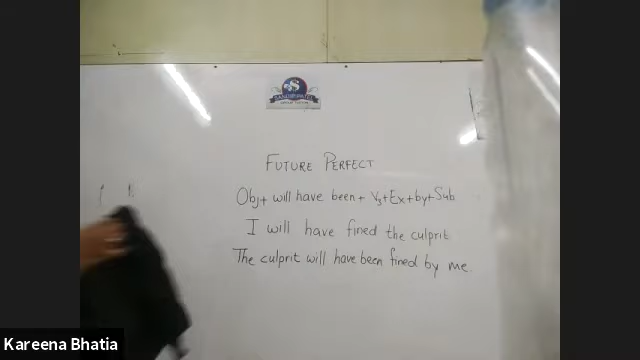 FUTURE PERFECT
Obj+ will have been + V3+Ex+by+Sub
I will have fined the culprit
The culprit will have been fined by me.
Kareena Bhatia